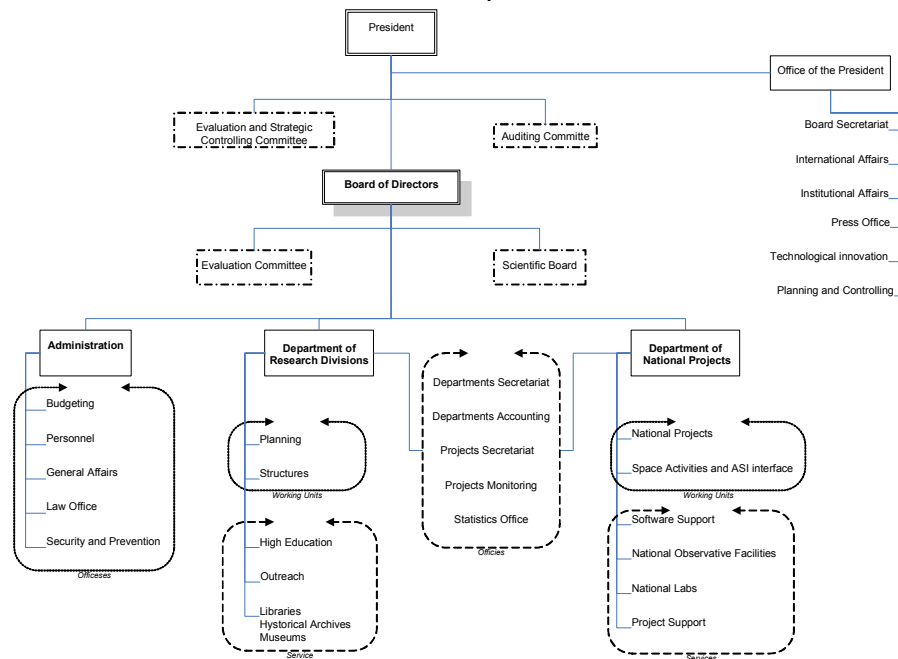 President
Office of the President
Board Secretariat
International Affairs
Institutional Affairs
Press Office
Technological innovation
Planning and Controlling
Evaluation and Strategic
Controlling Committee
Auditing Committe
Board of Directors
Evaluation Committee
Scientific Board
Administration
Budgeting
Personnel
General Affairs
Law Office
Security and Prevention
Officeses
Department of
Research Divisions
Planning
Structures
Working Units
High Education
Outreach
Libraries
Hystorical Archives
Museums
Service
Departments Secretariat
Departments Accounting
Projects Secretariat
Projects Monitoring
Statistics Office
Officies
Department of
National Projects
National Projects
Space Activities and ASI interface
Working Units
Software Support
National Observative Facilities
National Labs
Project Support
Services